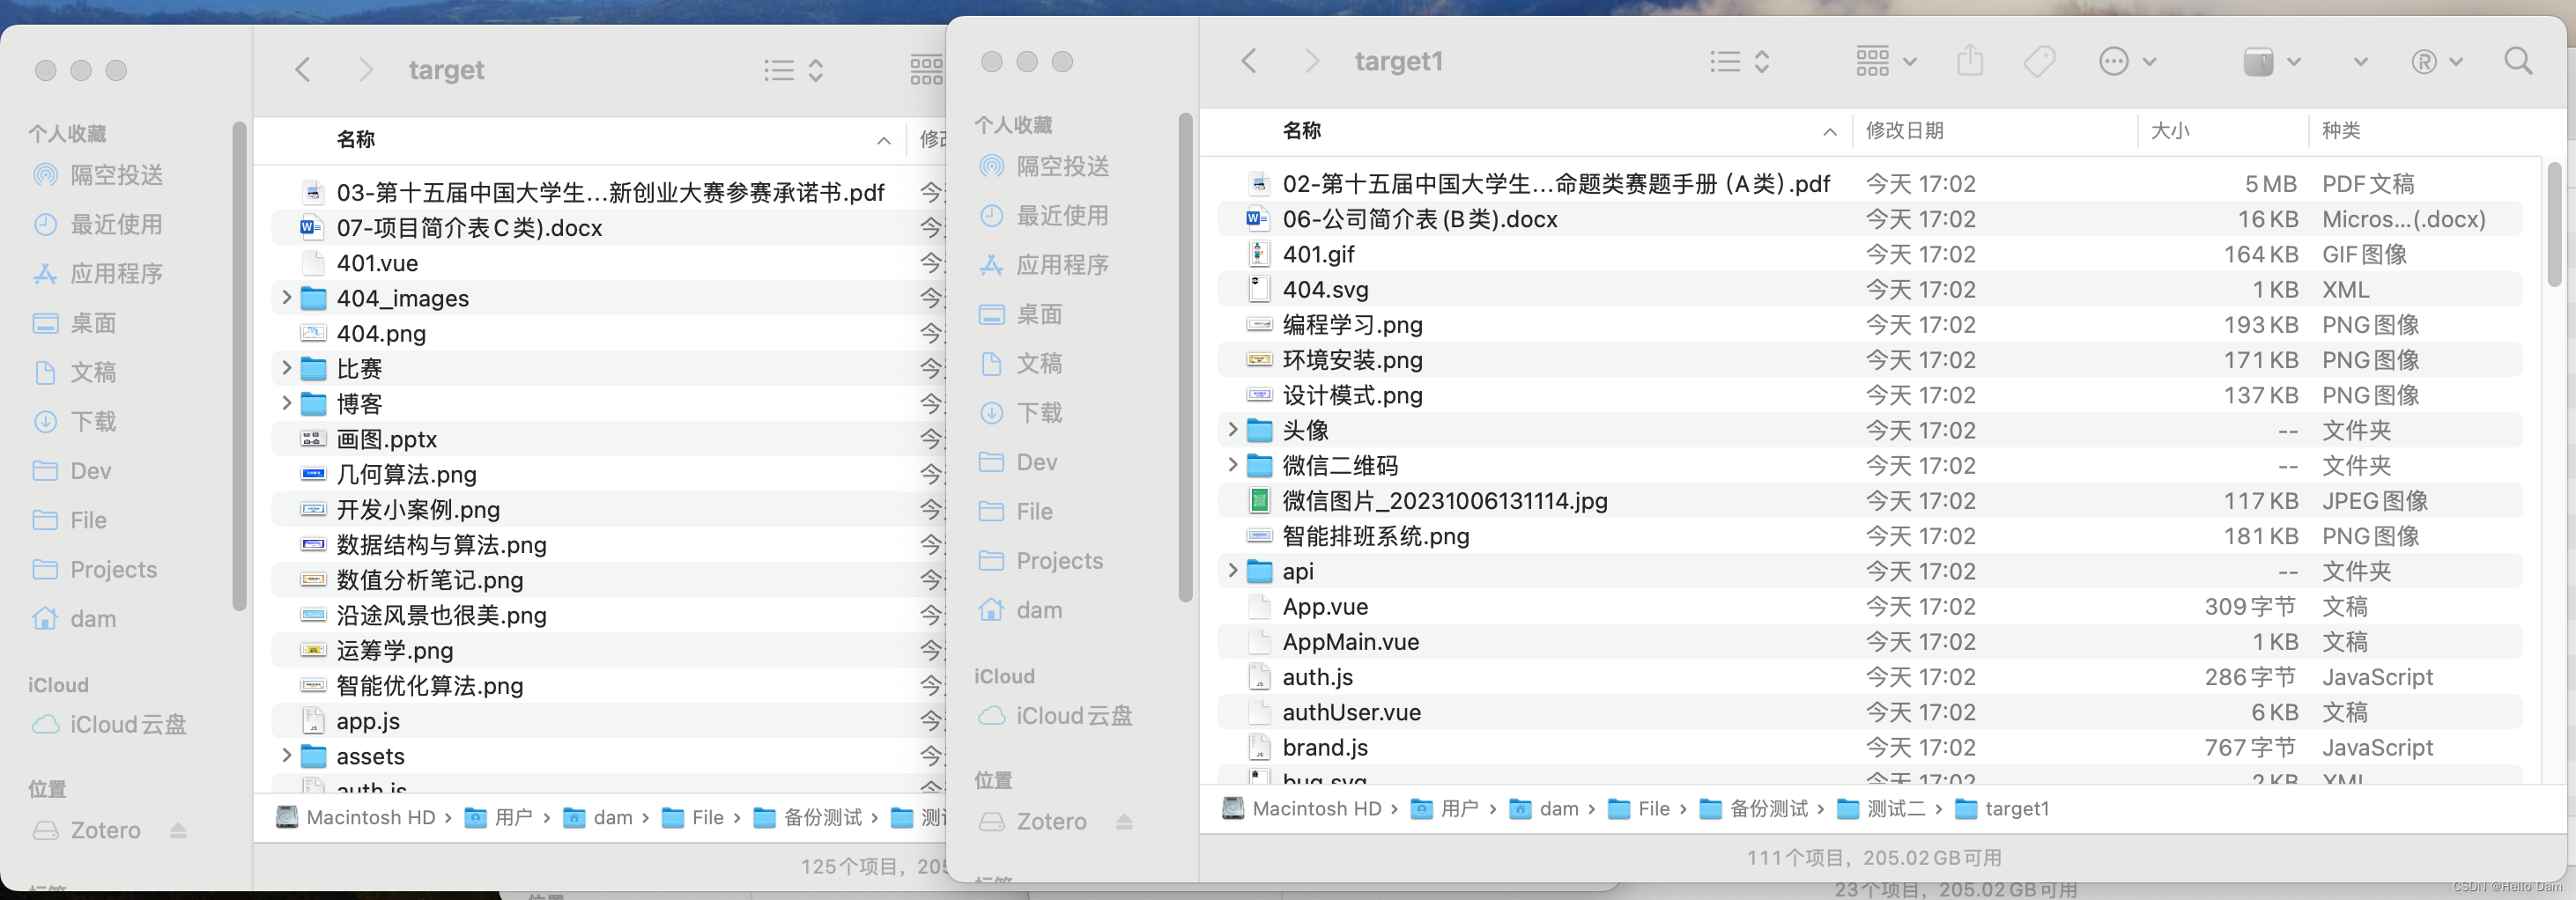 target
个人收藏
隔空投送
最近使用
应用程序
桌面
文稿
下载
Dev
File
Projects
dam
iCloud
iCloud云盘
位置
Zotero
名称
03-第十五届中国大学生...新创业大赛参赛承诺书.pdf 今
07-项目简介表C类).docx 今
401.vue 今
404_images 今
404.png 今
比赛 今
博客 今
画图.pptx 今
几何算法.png 今
开发小案例.png 今
数据结构与算法.png 今
数值分析笔记.png 今
沿途风景也很美.png 今
运筹学.png 今
智能优化算法.png 今
app.js 今
assets 今
auth.js
Macintosh HD › 用户 › dam › File › 备份测试 ›
125个项目，
target1
个人收藏
隔空投送
最近使用
应用程序
桌面
文稿
下载
Dev
File
Projects
dam
iCloud
iCloud云盘
位置
Zotero
名称 修改日期 大小 种类
02-第十五届中国大学生...命题类赛题手册 (A类).pdf 今天 17:02 5 MB PDF文稿
06-公司简介表(B类).docx 今天 17:02 16 KB Micros...(.docx)
401.gif 今天 17:02 164 KB GIF图像
404.svg 今天 17:02 1 KB XML
编程学习.png 今天 17:02 193 KB PNG图像
环境安装.png 今天 17:02 171 KB PNG图像
设计模式.png 今天 17:02 137 KB PNG图像
头像 今天 17:02 -- 文件夹
微信二维码 今天 17:02 -- 文件夹
微信图片_20231006131114.jpg 今天 17:02 117 KB JPEG图像
智能排班系统.png 今天 17:02 181 KB PNG图像
api 今天 17:02 -- 文件夹
App.vue 今天 17:02 309字节 文稿
AppMain.vue 今天 17:02 1 KB 文稿
auth.js 今天 17:02 286字节 JavaScript
authUser.vue 今天 17:02 6 KB 文稿
brand.js 今天 17:02 767字节 JavaScript
bug.svg 今天 17:02 2 KB XML
Macintosh HD › 用户 › dam › File › 备份测试 › 测试二 › target1
111个项目，205.02 GB可用
23个项目，205.02 GB可用
CSDN @Hello Dam